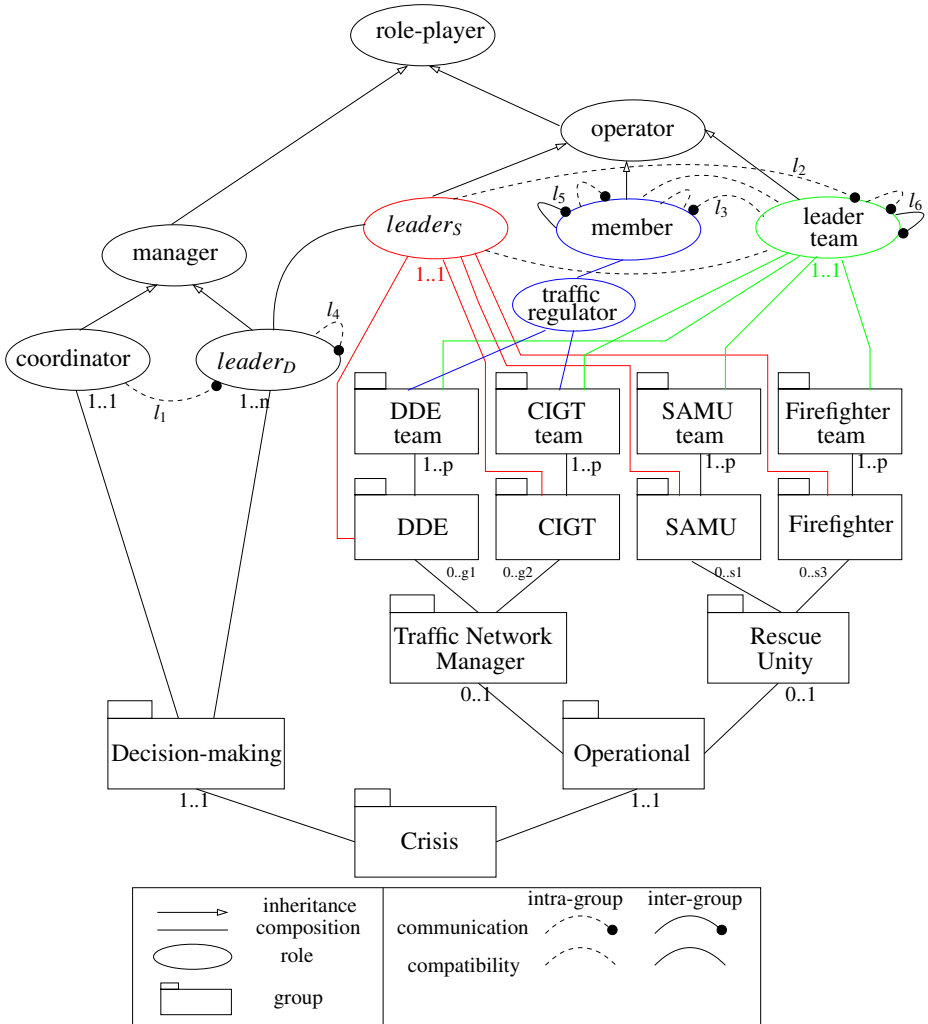 role-player
operator
l₂
l₅
l₆
leader_S
member
l₃
leader
team
manager
1..1
1..1
traffic
regulator
l₄
coordinator
leader_D
1..1
l₁
1..n
DDE
team
CIGT
team
SAMU
team
Firefighter
team
1..p
1..p
1..p
1..p
DDE
CIGT
SAMU
Firefighter
0..g1
0..g2
0..s1
0..s3
Traffic Network
Manager
Rescue
Unity
0..1
0..1
Decision-making
Operational
1..1
1..1
Crisis
inheritance
composition
role
group
intra-group
inter-group
communication
compatibility